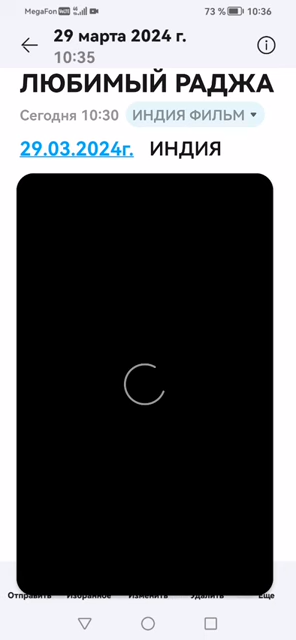 MegaFon 73 % 10:36
29 марта 2024 г.
10:35
ЛЮБИМЫЙ РАДЖА
Сегодня 10:30 ИНДИЯ ФИЛЬМ
29.03.2024г. ИНДИЯ
Отправить Избранное Изменить Удалить Еще